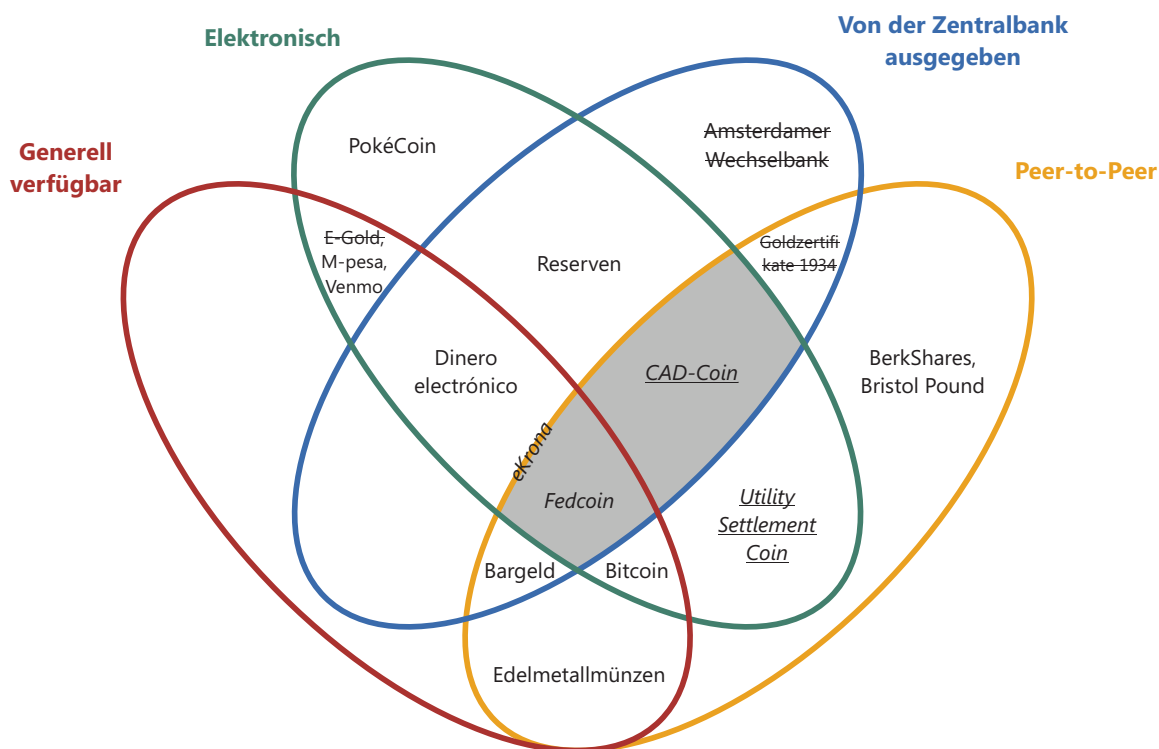 Elektronisch
Von der Zentralbank
ausgegeben
Generell
verfügbar
Peer-to-Peer
PokéCoin
Amsterdamer
Wechselbank
E-Gold,
M-pesa,
Venmo
Reserven
Goldzertifi
kate 1934
Dinero
electrónico
CAD-Coin
BerkShares,
Bristol Pound
eKrona
Fedcoin
Utility
Settlement
Coin
Bargeld
Bitcoin
Edelmetallmünzen